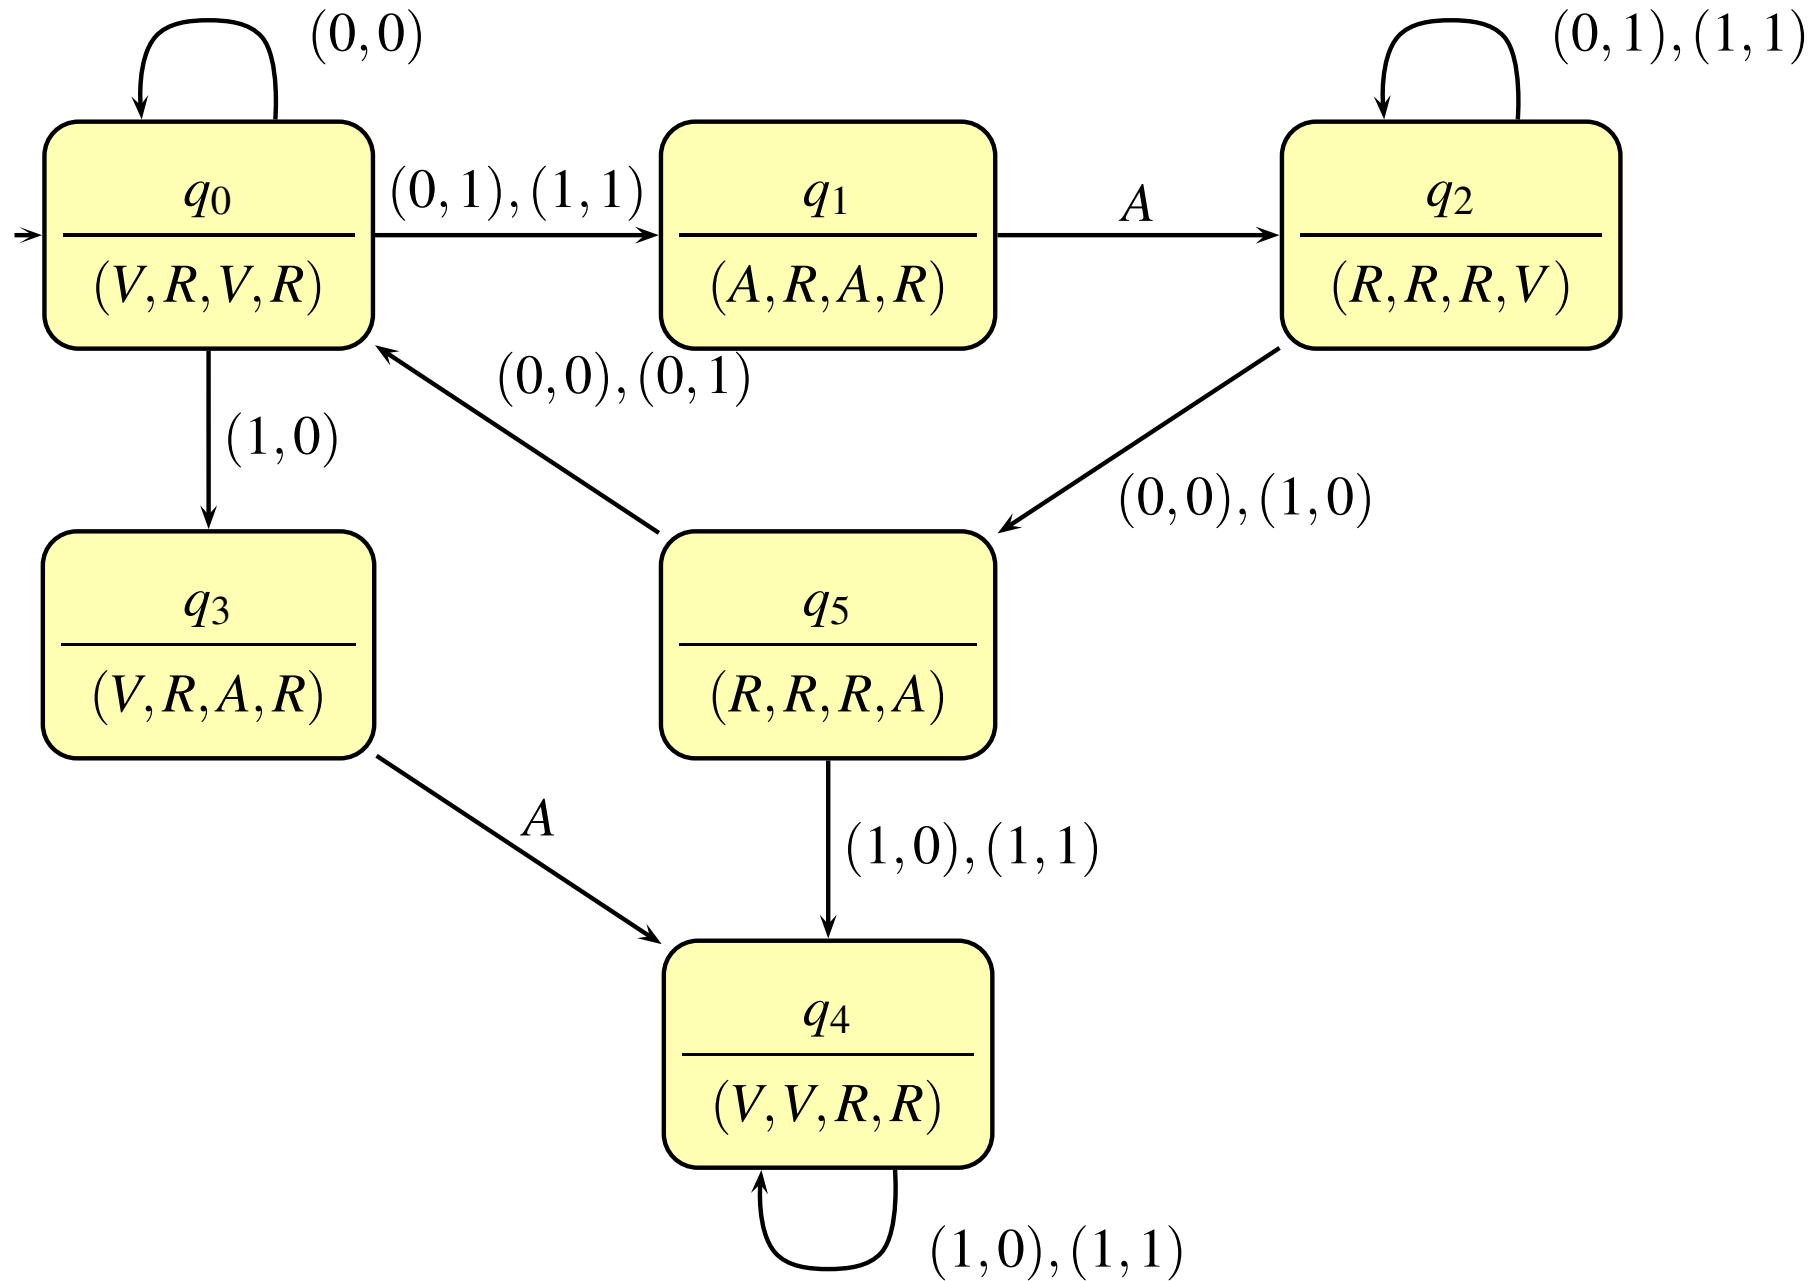 (0,0)
(0,1),(1,1)
q0
(V,R,V,R)
(0,1),(1,1)
q1
(A,R,A,R)
A
q2
(R,R,R,V)
(0,0),(0,1)
(1,0)
(0,0),(1,0)
q3
(V,R,A,R)
q5
(R,R,R,A)
A
(1,0),(1,1)
q4
(V,V,R,R)
(1,0),(1,1)